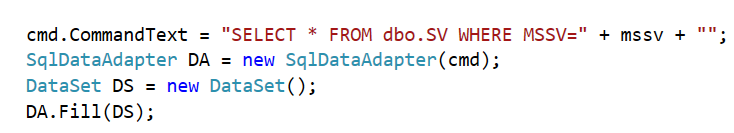 cmd.CommandText = "SELECT * FROM dbo.SV WHERE MSSV=" + mssv + "";
SqlDataAdapter DA = new SqlDataAdapter(cmd);
DataSet DS = new DataSet();
DA.Fill(DS);